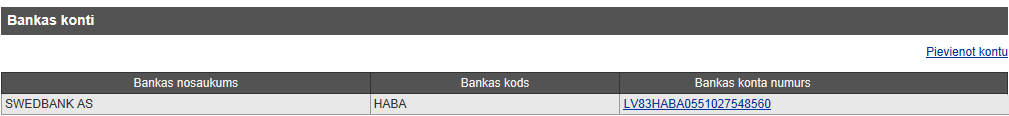 Bankas konti
Pievienot kontu
Bankas nosaukums Bankas kods Bankas konta numurs
SWEDBANK AS HABA LV83HABA0551027548560